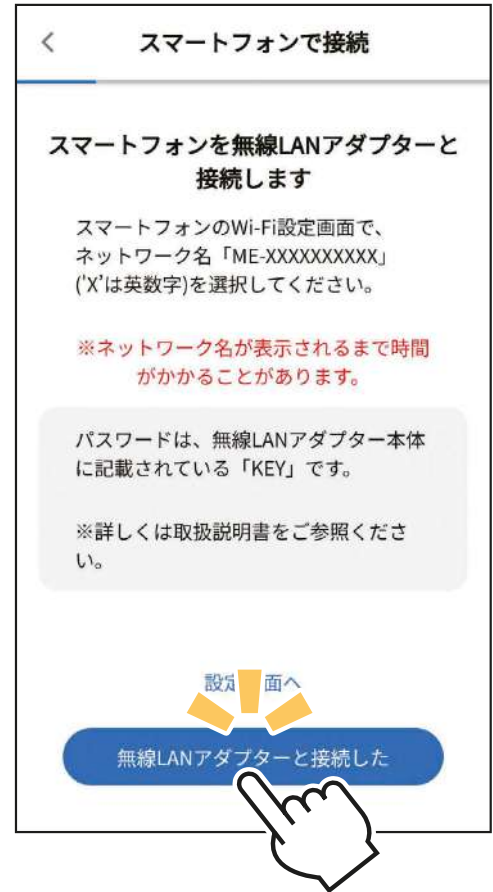 スマートフォンで接続
スマートフォンを無線LANアダプターと
接続します
スマートフォンのWi-Fi設定画面で、
ネットワーク名「ME-XXXXXXXXXX」
('X'は英数字)を選択してください。
※ネットワーク名が表示されるまで時間
がかかることがあります。
パスワードは、無線LANアダプター本体
に記載されている「KEY」です。
※詳しくは取扱説明書をご参照くださ
い。
設定画面へ
無線LANアダプターと接続した